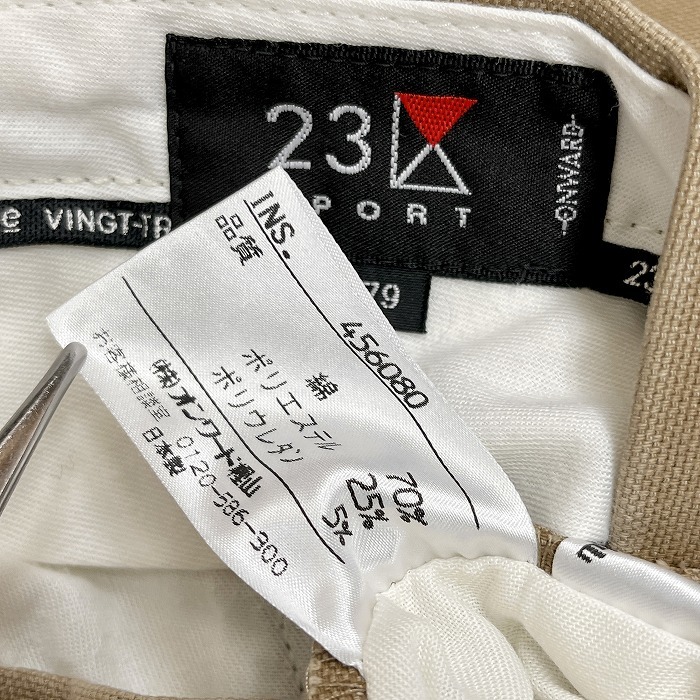 23
SPORT
ONWARD
VINGT-TR
23
79
INS. 456080
品質
綿 70%
ポリエステル 25%
ポリウレタン 5%
(株)オンワード樫山
お客様相談室 0120-586-300
日本製